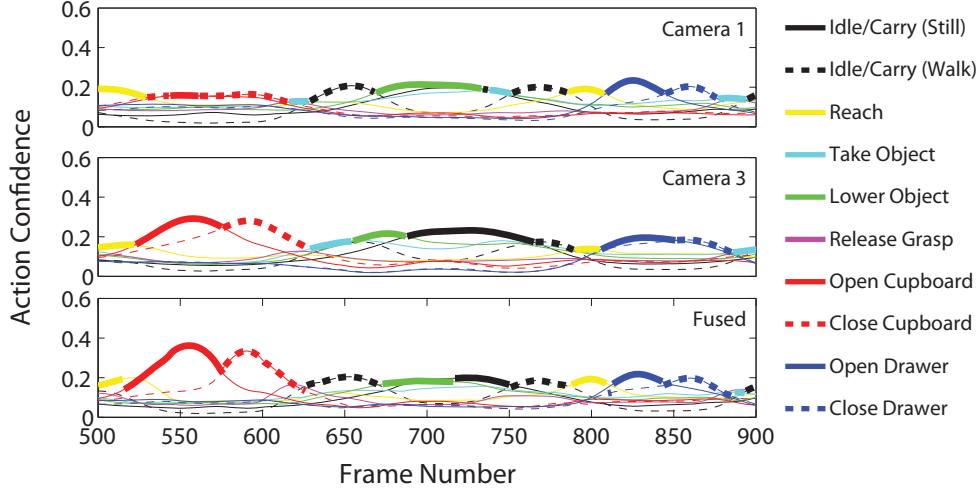 Action Confidence
0.6
0.4
0.2
0
Camera 1
0.6
0.4
0.2
0
Camera 3
0.6
0.4
0.2
0
Fused
500 550 600 650 700 750 800 850 900
Frame Number
Idle/Carry (Still)
Idle/Carry (Walk)
Reach
Take Object
Lower Object
Release Grasp
Open Cupboard
Close Cupboard
Open Drawer
Close Drawer